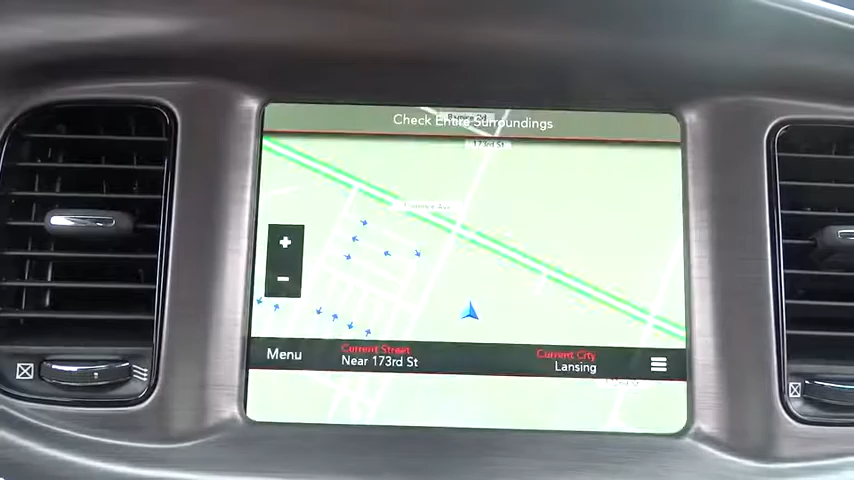 Check Entire Surroundings
173rd St
+
-
Menu
Current Street
Near 173rd St
Current City
Lansing